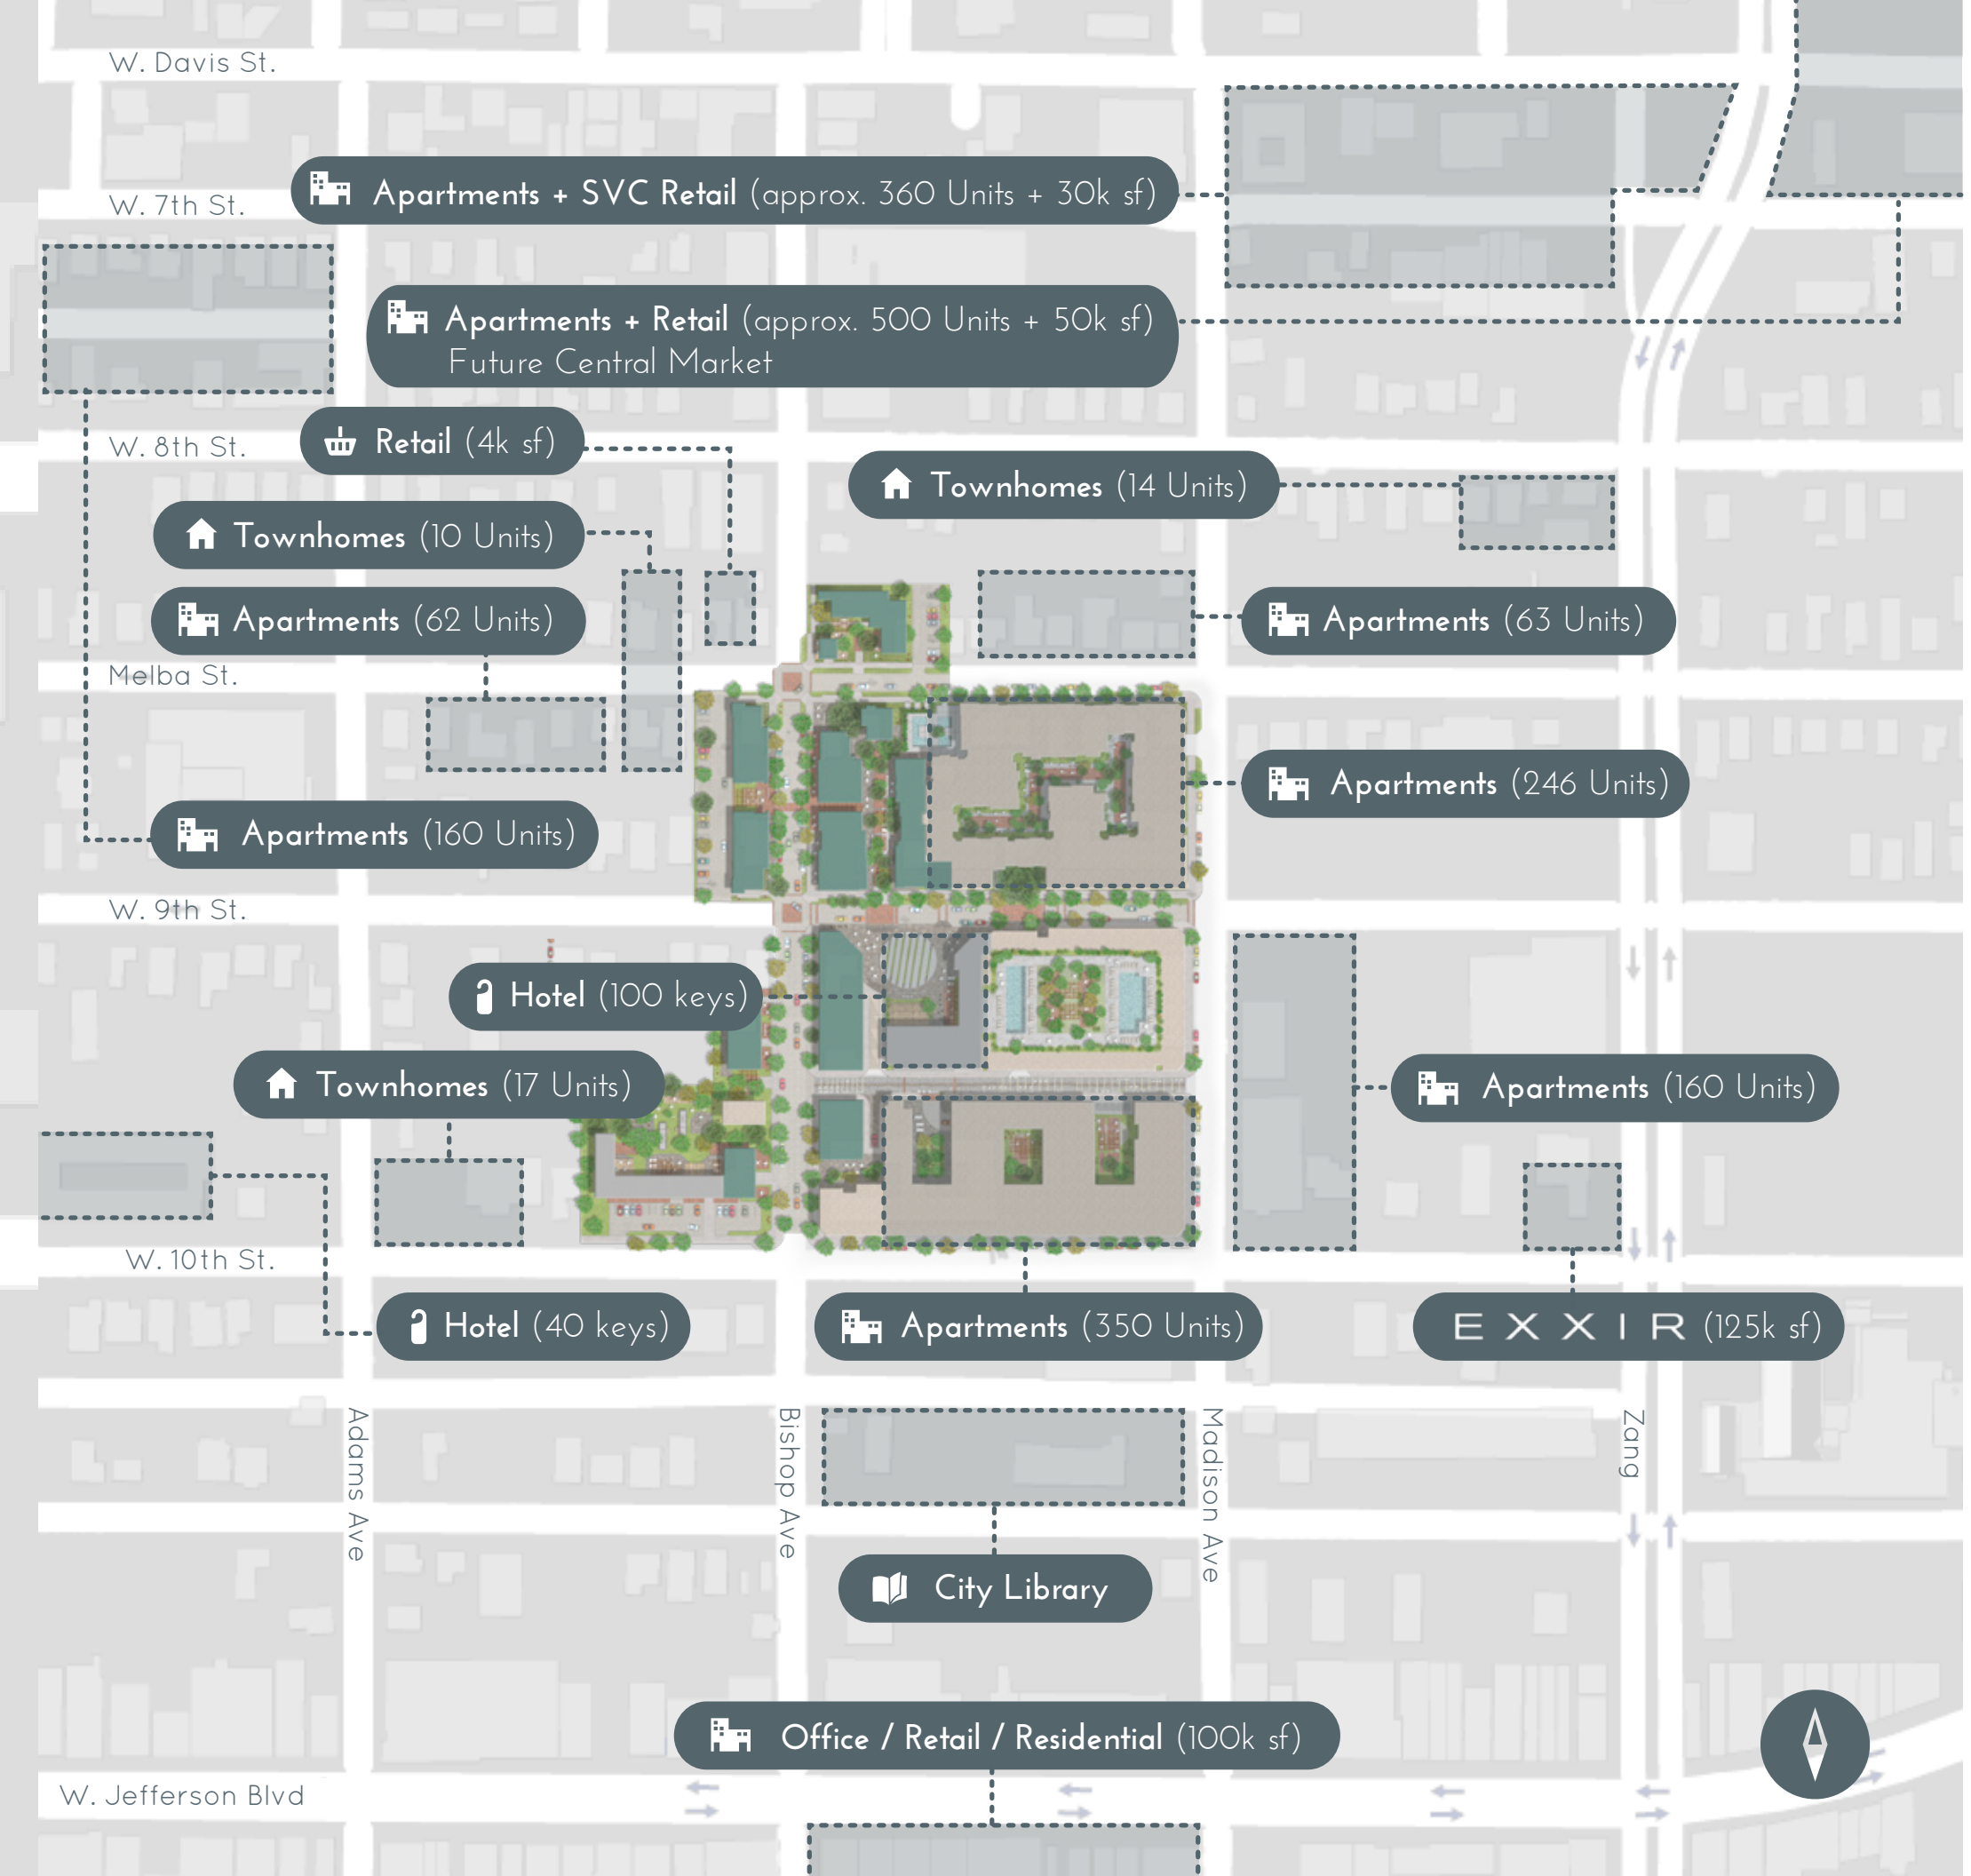 W. Davis St.
Apartments + SVC Retail (approx. 360 Units + 30k sf)
W. 7th St.
Apartments + Retail (approx. 500 Units + 50k sf)
Future Central Market
Retail (4k sf)
W. 8th St.
Townhomes (14 Units)
Townhomes (10 Units)
Apartments (62 Units)
Apartments (63 Units)
Melba St.
Apartments (246 Units)
Apartments (160 Units)
W. 9th St.
Hotel (100 keys)
Townhomes (17 Units)
Apartments (160 Units)
W. 10th St.
Hotel (40 keys)
Apartments (350 Units)
EXXIR (125k sf)
Adams Ave
Bishop Ave
Madison Ave
Zang
City Library
Office / Retail / Residential (100k sf)
W. Jefferson Blvd